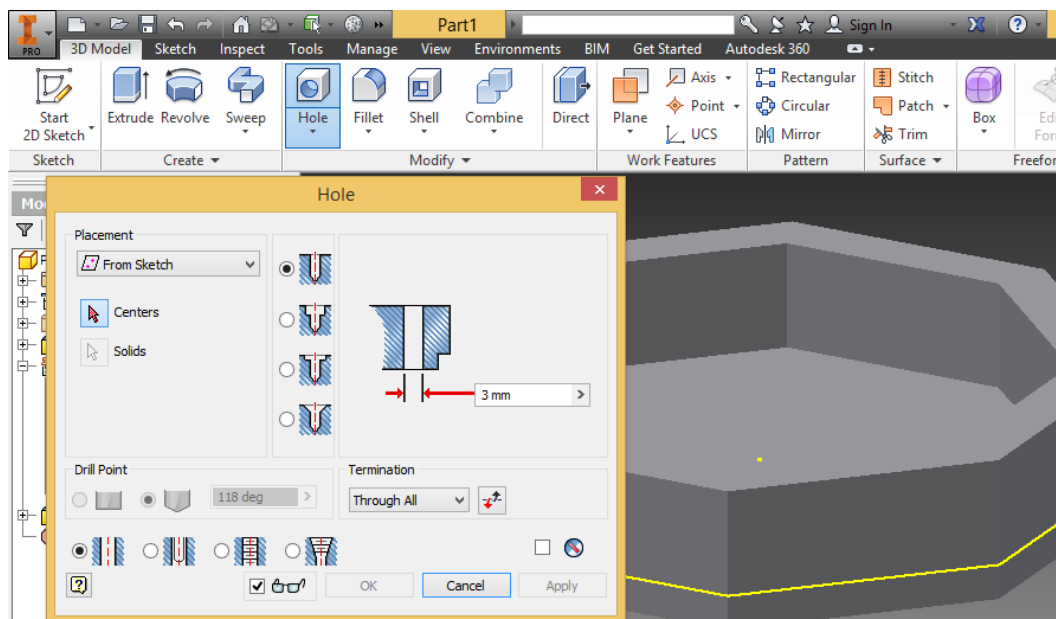 Part1
Sign In
PRO
3D Model Sketch Inspect Tools Manage View Environments BIM Get Started Autodesk 360
Start
2D Sketch
Extrude Revolve Sweep Hole Fillet Shell Combine Direct Plane
Axis
Point
UCS
Rectangular
Circular
Mirror
Stitch
Patch
Trim
Box
Sketch Create Modify Work Features Pattern Surface
Hole
Placement
From Sketch
Centers
Solids
3 mm
Drill Point
118 deg
Termination
Through All
OK Cancel Apply